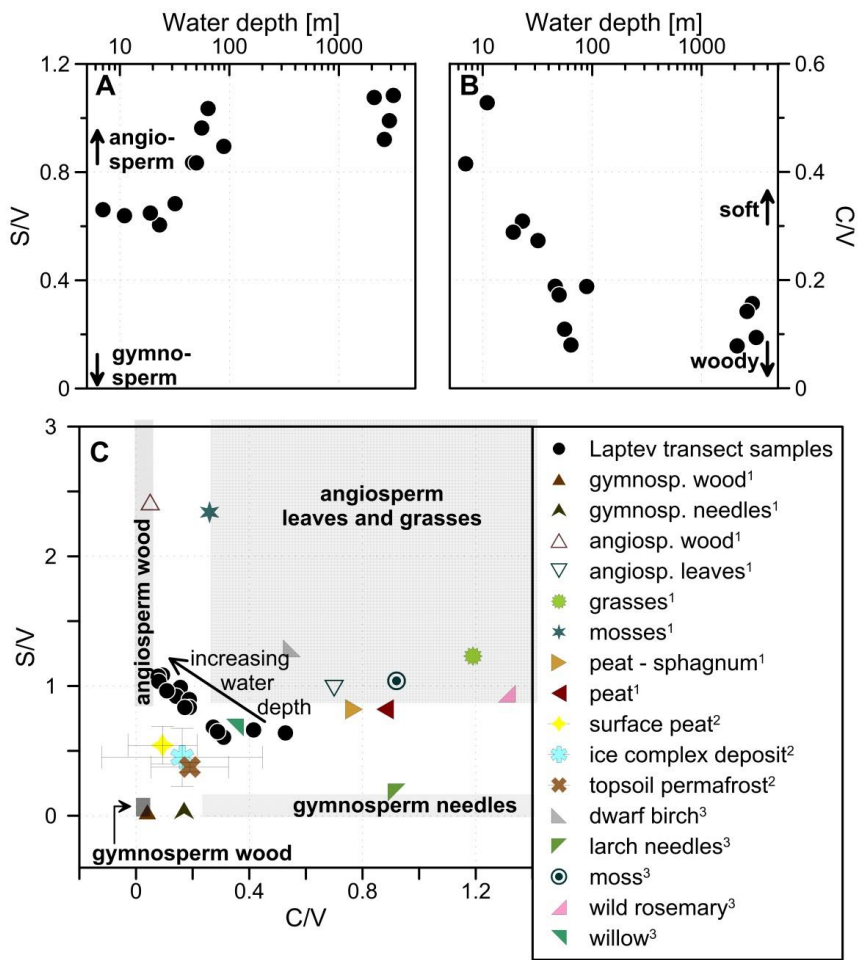 Water depth [m]
Water depth [m]
10 100 1000
10 100 1000
1.2
0.8
0.4
0
S/V
A
angio-
sperm
gymno-
sperm
B
0.6
0.4
0.2
0
C/V
soft
woody
3
2
1
0
S/V
C
angiosperm wood
angiosperm
leaves and grasses
increasing
water
depth
gymnosperm needles
gymnosperm wood
0 0.4 0.8 1.2
C/V
Laptev transect samples
gymnosp. wood¹
gymnosp. needles¹
angiosp. wood¹
angiosp. leaves¹
grasses¹
mosses¹
peat - sphagnum¹
peat¹
surface peat²
ice complex deposit²
topsoil permafrost²
dwarf birch³
larch needles³
moss³
wild rosemary³
willow³